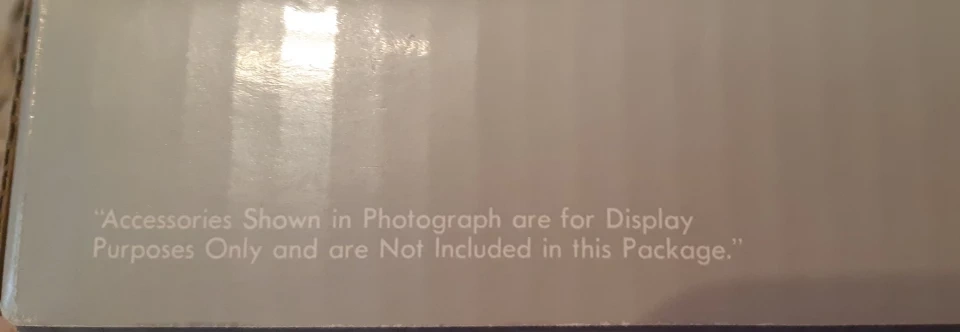 “Accessories Shown in Photograph are for Display
Purposes Only and are Not Included in this Package.”